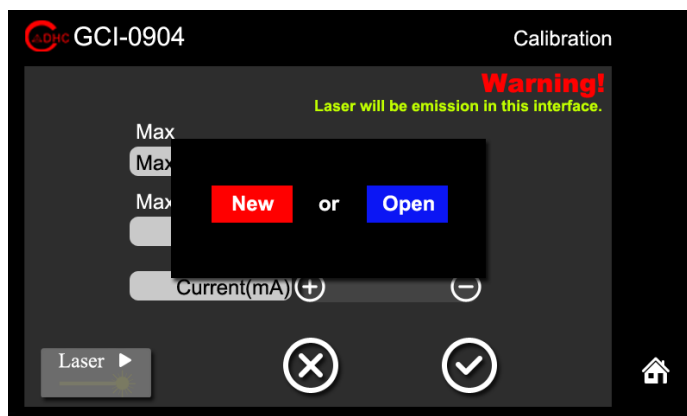 ADHC GCI-0904
Calibration
Warning!
Laser will be emission in this interface.
Max
Max
Max
New or Open
Current(mA)
Laser